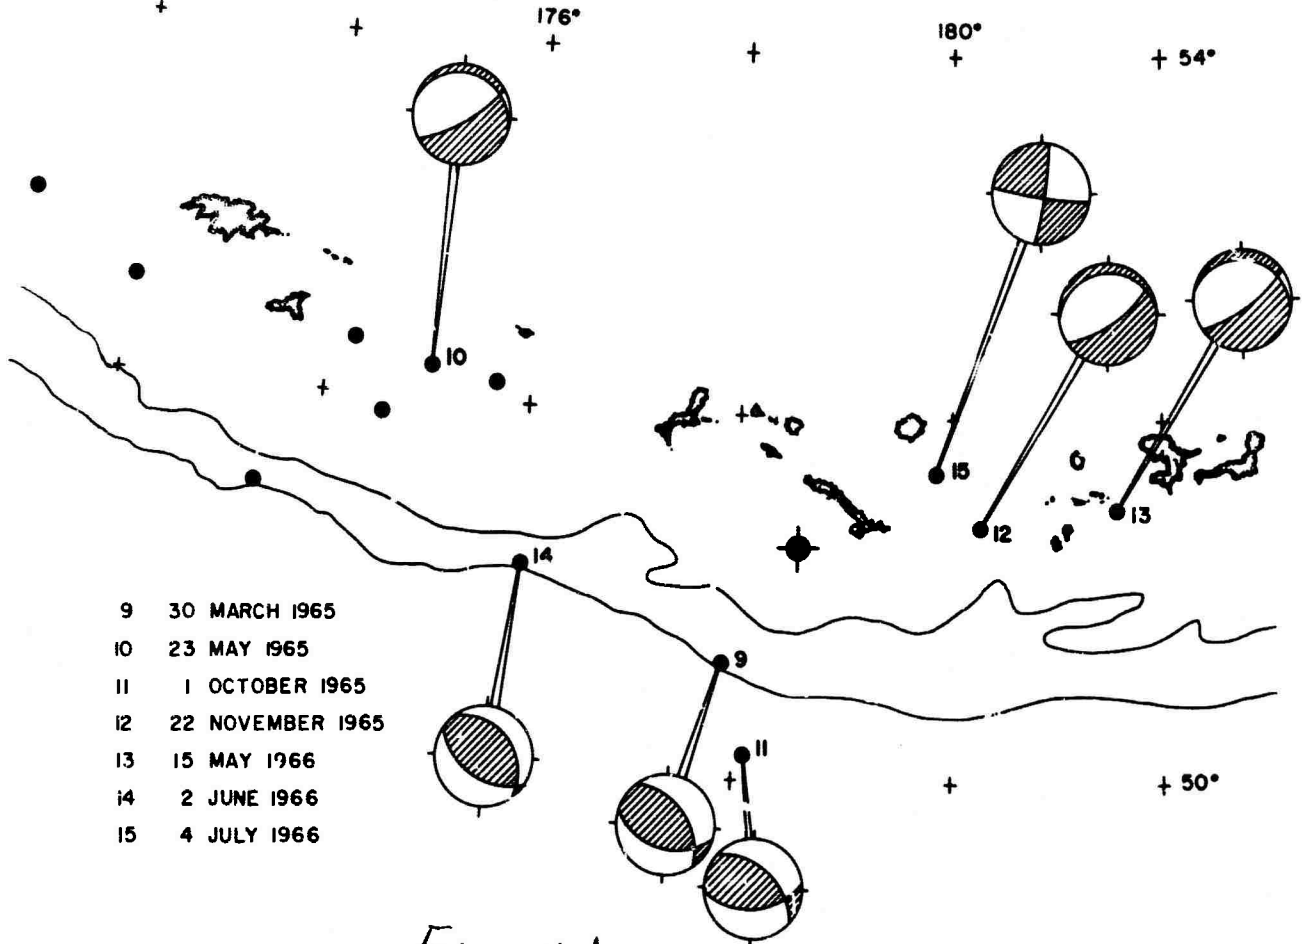 176°
180°
54°
10
15
12
13
14
9
11
50°
9 30 MARCH 1965
10 23 MAY 1965
11 1 OCTOBER 1965
12 22 NOVEMBER 1965
13 15 MAY 1966
14 2 JUNE 1966
15 4 JULY 1966